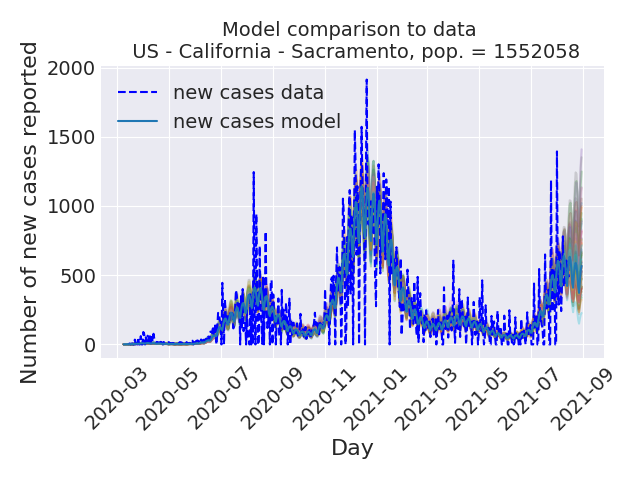 Model comparison to data
US - California - Sacramento, pop. = 1552058
Number of new cases reported
2000
1500
1000
500
0
new cases data
new cases model
2020-03
2020-05
2020-07
2020-09
2020-11
2021-01
2021-03
2021-05
2021-07
2021-09
Day